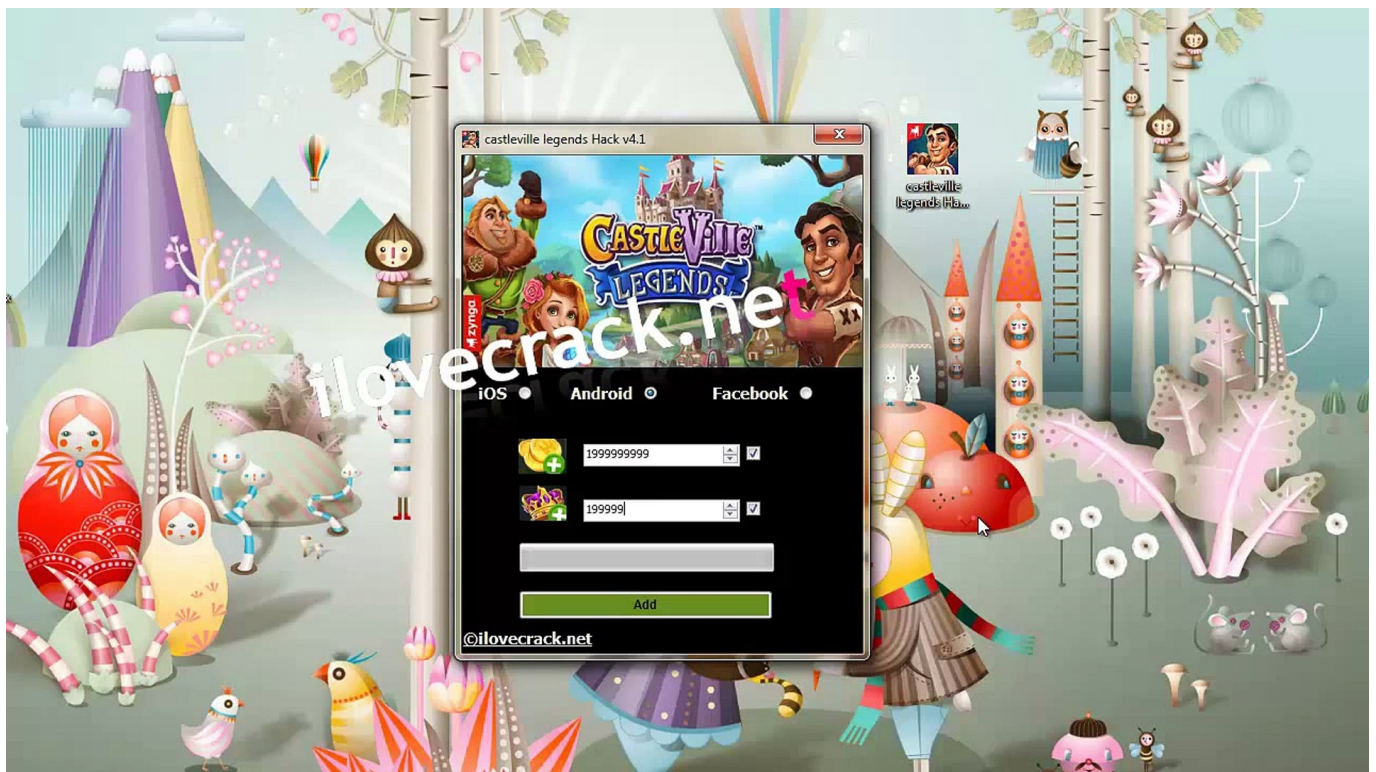 castleville legends Hack v4.1
castleville
legends Ha...
CASTLEVILLE™
LEGENDS
zynga
ilovecrack.net
iOS
Android
Facebook
1999999999
199999
Add
©ilovecrack.net